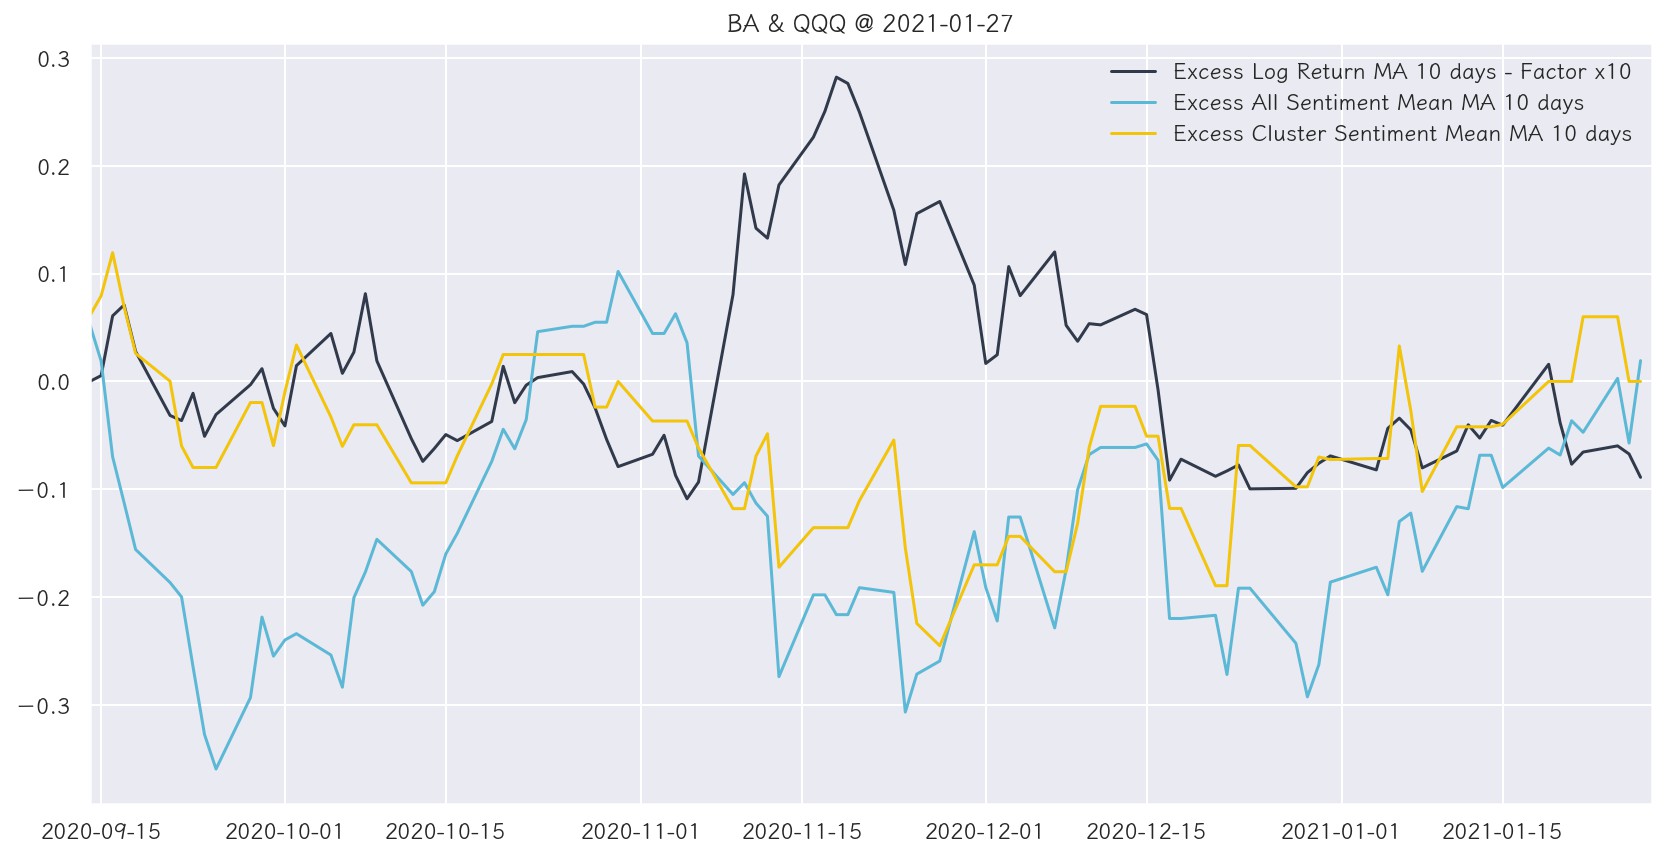 BA & QQQ @ 2021-01-27
Excess Log Return MA 10 days - Factor x10
Excess All Sentiment Mean MA 10 days
Excess Cluster Sentiment Mean MA 10 days
0.3
0.2
0.1
0.0
−0.1
−0.2
−0.3
2020-09-15 2020-10-01 2020-10-15 2020-11-01 2020-11-15 2020-12-01 2020-12-15 2021-01-01 2021-01-15